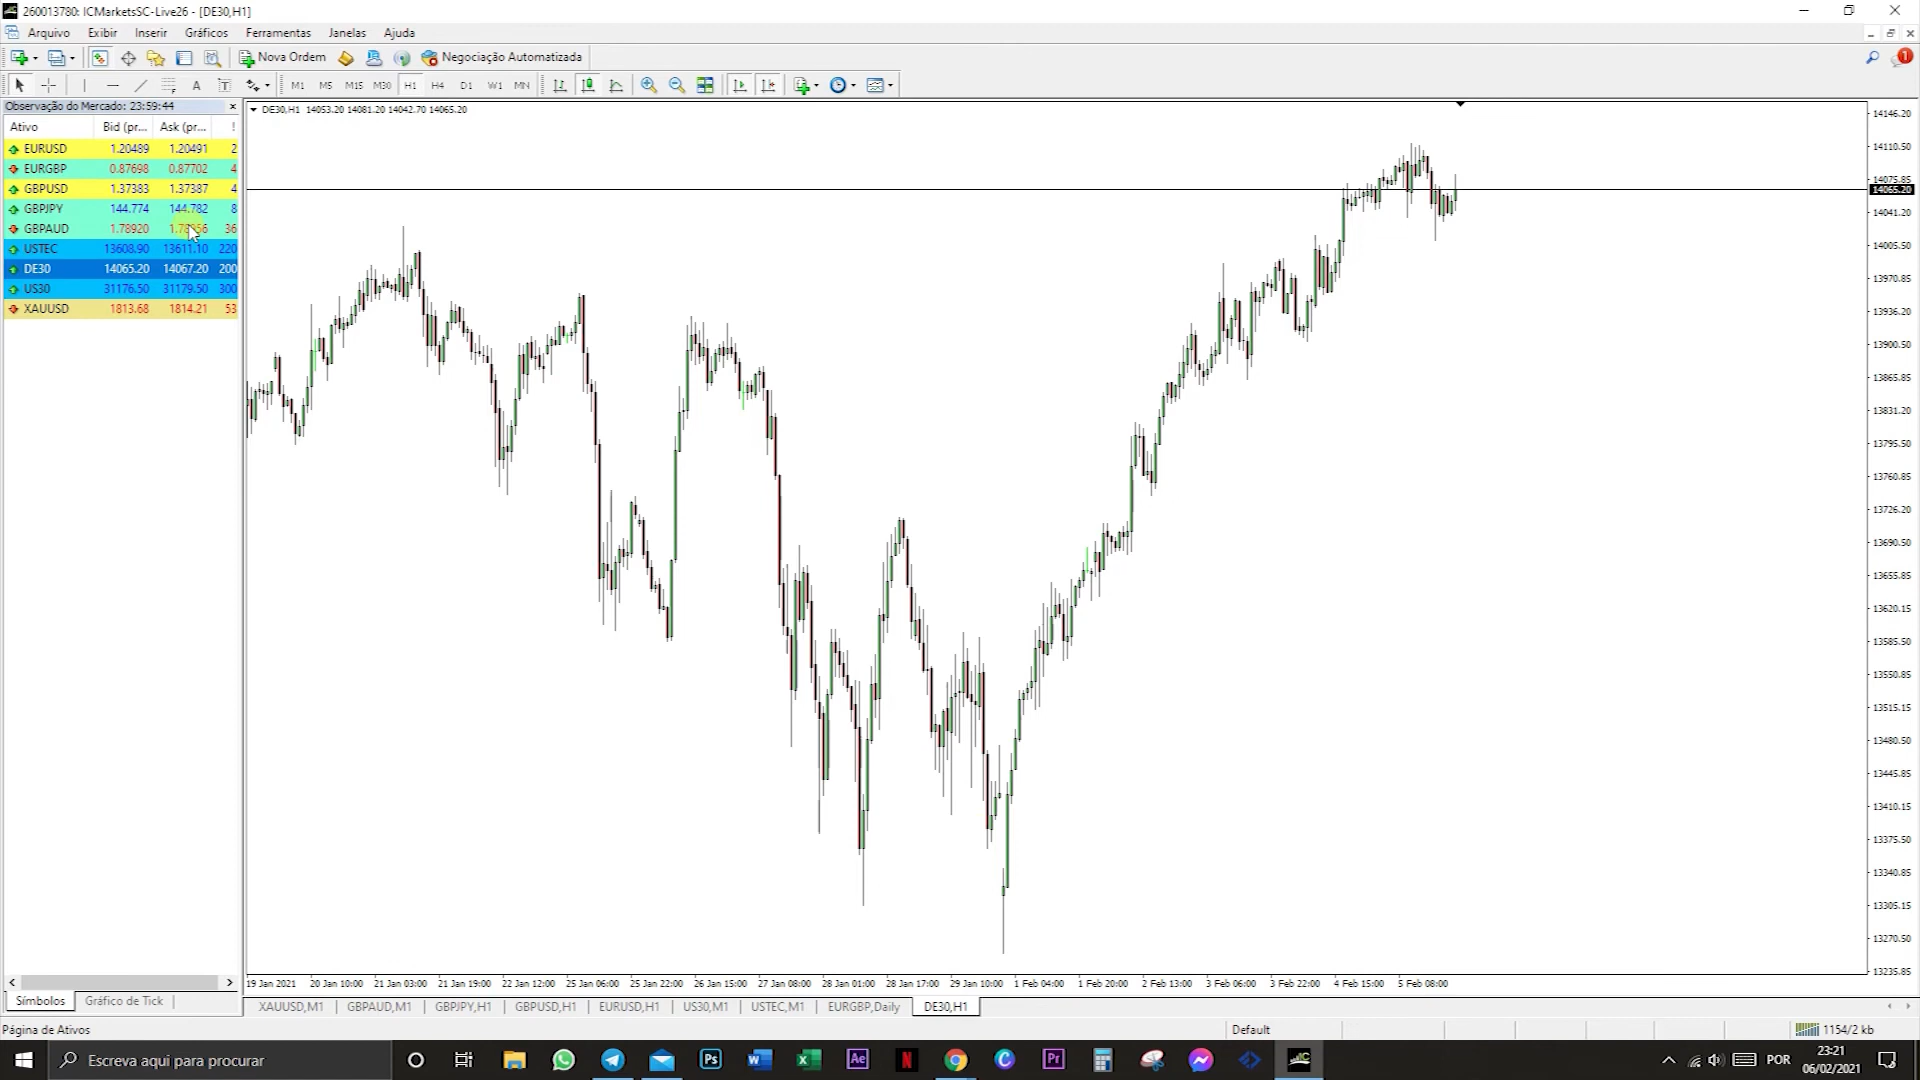 260013780: ICMarketsSC-Live26 - [DE30,H1]
Arquivo Exibir Inserir Gráficos Ferramentas Janelas Ajuda
Nova Ordem Negociação Automatizada 1
A T M1 M5 M15 M30 H1 H4 D1 W1 MN
Observação do Mercado: 23:59:44
DE30,H1 14053.20 14081.20 14042.70 14065.20
Ativo Bid (pr... Ask (pr... !
EURUSD 1.20489 1.20491 2
EURGBP 0.87698 0.87702 4
GBPUSD 1.37383 1.37387 4
GBPJPY 144.774 144.782 8
GBPAUD 1.78920 36
USTEC 13608.90 13611.10 220
DE30 14065.20 14067.20 200
US30 31176.50 31179.50 300
XAUUSD 1813.68 1814.21 53
14146.20
14110.50
14075.85
14065.20
14041.20
14005.50
13970.85
13936.20
13900.50
13865.85
13831.20
13795.50
13760.85
13726.20
13690.50
13655.85
13620.15
13585.50
13550.85
13515.15
13480.50
13445.85
13410.15
13375.50
13340.85
13305.15
13270.50
13235.85
19 Jan 2021 20 Jan 10:00 21 Jan 03:00 21 Jan 19:00 22 Jan 12:00 25 Jan 06:00 25 Jan 22:00 26 Jan 15:00 27 Jan 08:00 28 Jan 01:00 28 Jan 17:00 29 Jan 10:00 1 Feb 04:00 1 Feb 20:00 2 Feb 13:00 3 Feb 06:00 3 Feb 22:00 4 Feb 15:00 5 Feb 08:00
Símbolos Gráfico de Tick
XAUUSD,M1 GBPAUD,M1 GBPJPY,H1 GBPUSD,H1 EURUSD,H1 US30,M1 USTEC,M1 EURGBP,Daily DE30,H1
Página de Ativos Default 1154/2 kb
Escreva aqui para procurar Ps Ae N Pr POR 23:21
06/02/2021